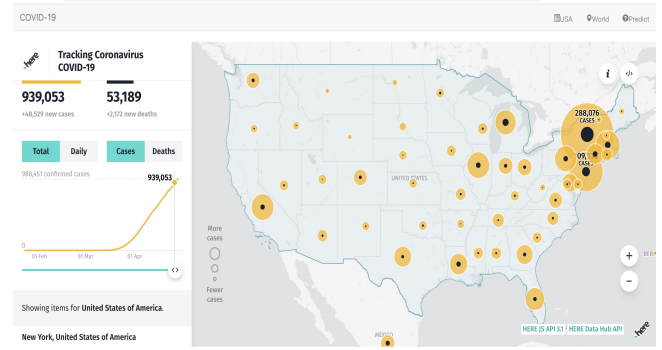 COVID-19
USA
World
Predict
here
Tracking Coronavirus
COVID-19
939,053
53,189
+48,529 new cases
+2,172 new deaths
Total
Daily
Cases
Deaths
988,451 confirmed cases
939,053
0
01 Feb
01 Mar
01 Apr
Showing items for United States of America.
New York, United States of America
More
cases
Fewer
cases
UNITED STATES
288,076
CASES
09,
CASES
MEXICO
HERE JS API 3.1 | HERE Data Hub API
here